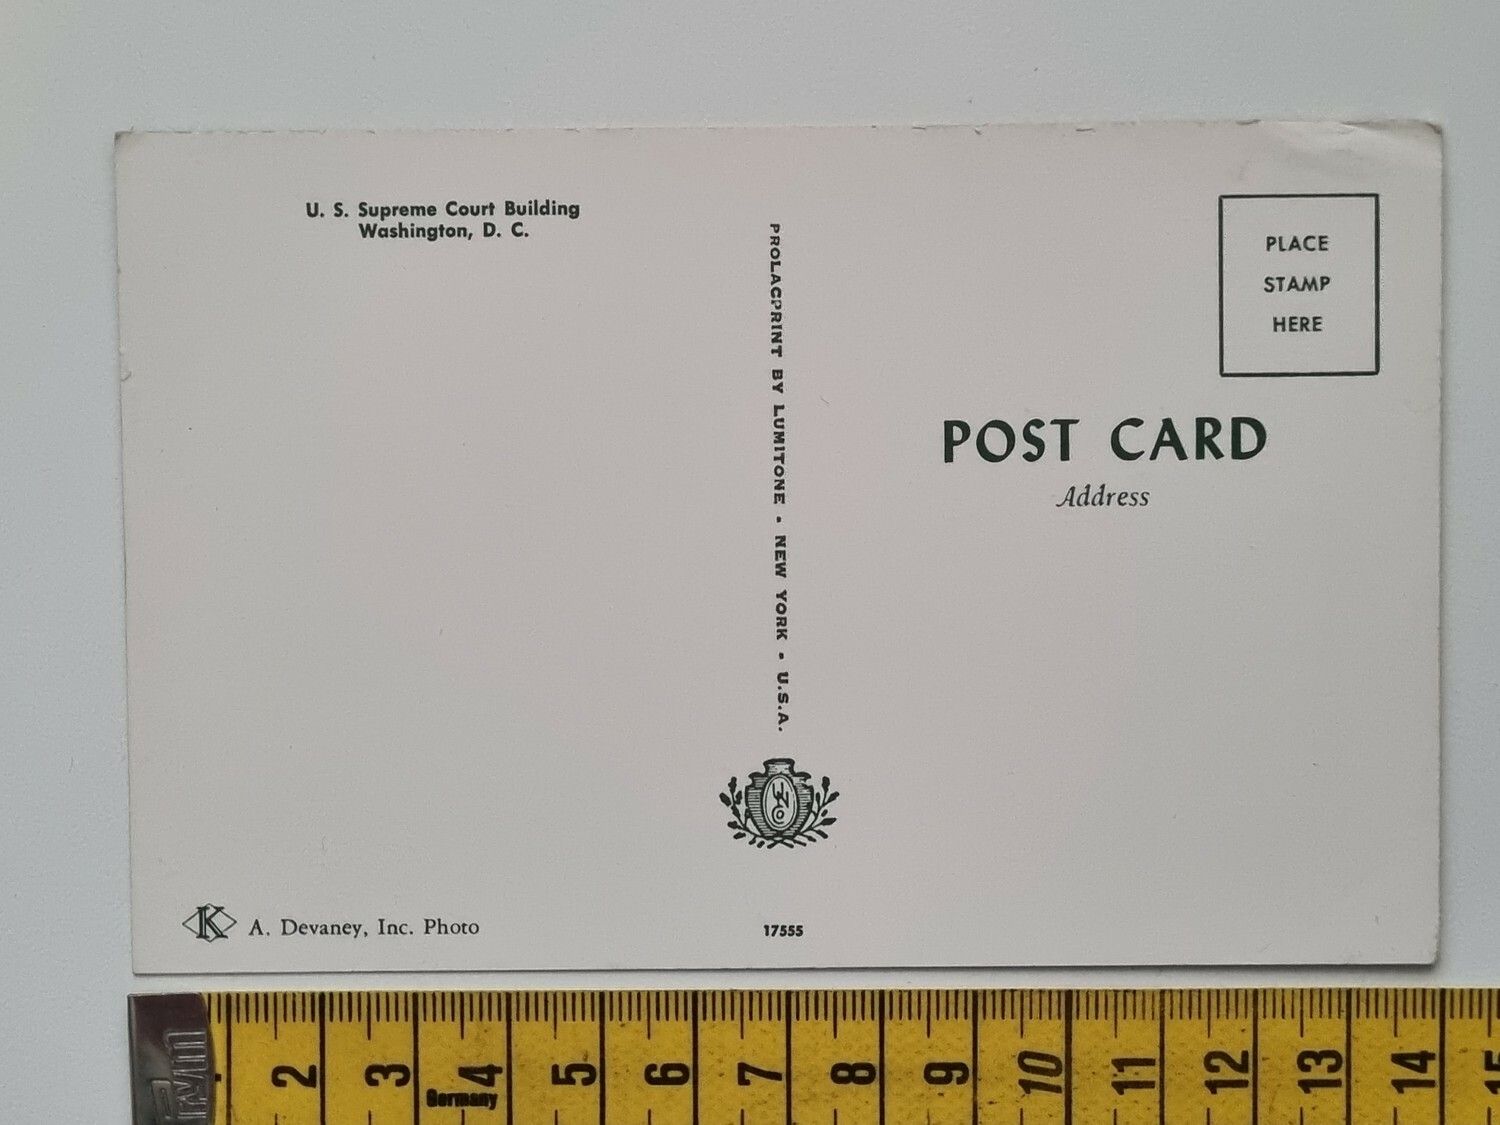 U. S. Supreme Court Building
Washington, D. C.
PROLACPRINT BY LUMITONE • NEW YORK • U.S.A.
PLACE
STAMP
HERE
POST CARD
Address
K A. Devaney, Inc. Photo
17555
2 3 4 5 6 7 8 9 10 11 12 13 14 15
Germany